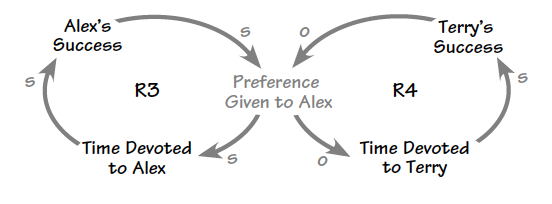 Alex's
Success
s
s
R3
Time Devoted
to Alex
s
Preference
Given to Alex
o
Terry's
Success
R4
s
o
Time Devoted
to Terry